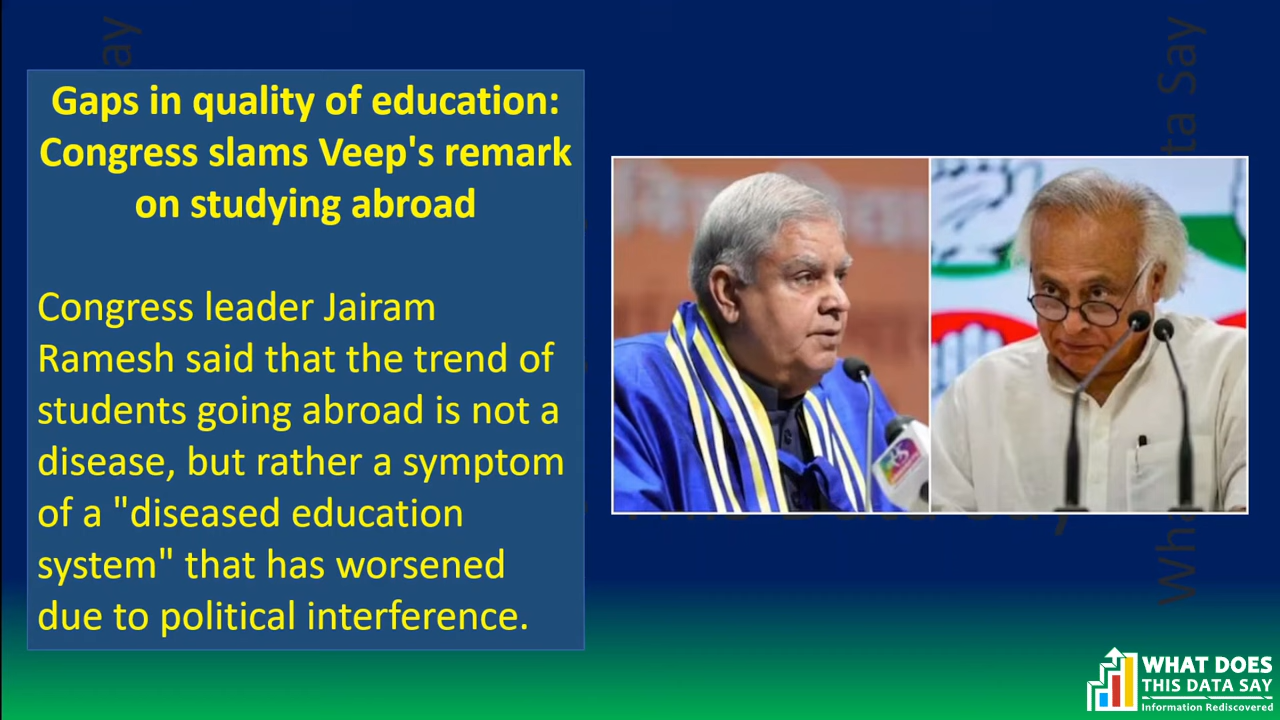 Gaps in quality of education:
Congress slams Veep's remark
on studying abroad
Congress leader Jairam
Ramesh said that the trend of
students going abroad is not a
disease, but rather a symptom
of a "diseased education
system" that has worsened
due to political interference.
WHAT DOES
THIS DATA SAY
Information Rediscovered